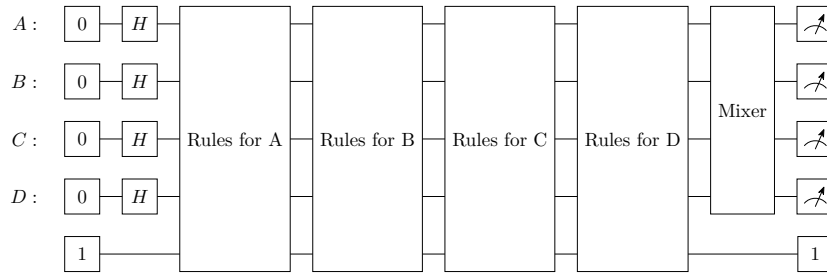 A : 0 H
B : 0 H
C : 0 H Rules for A Rules for B Rules for C Rules for D Mixer
D : 0 H
1 1